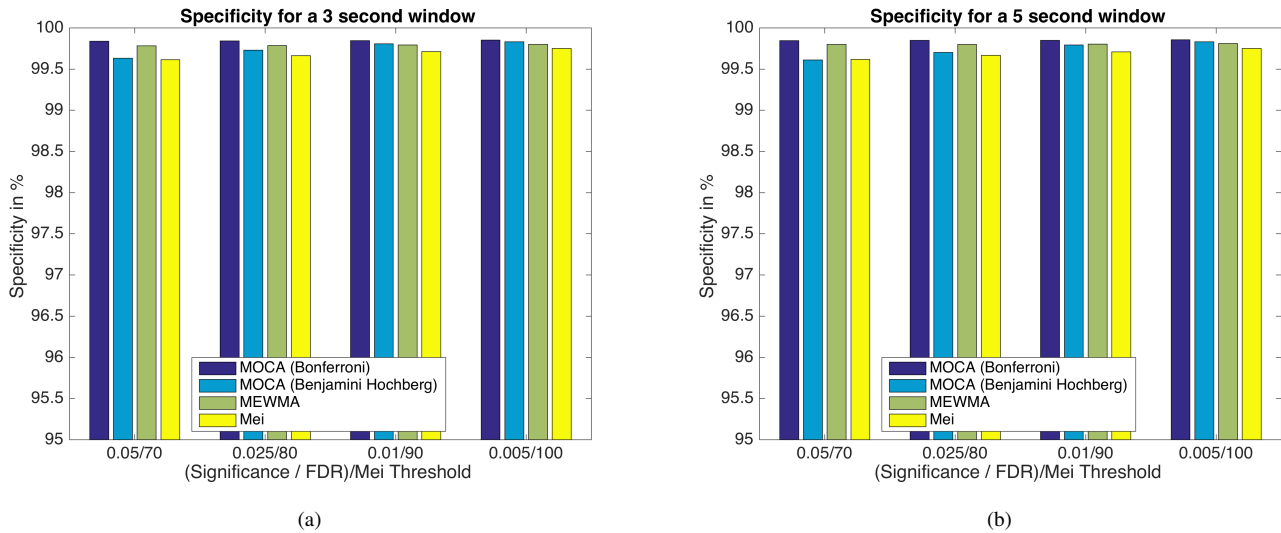 Specificity for a 3 second window
100
99.5
99
98.5
98
97.5
97
96.5
96
95.5
95
Specificity in %
MOCA (Bonferroni)
MOCA (Benjamini Hochberg)
MEWMA
Mei
0.05/70 0.025/80 0.01/90 0.005/100
(Significance / FDR)/Mei Threshold
(a)
Specificity for a 5 second window
100
99.5
99
98.5
98
97.5
97
96.5
96
95.5
95
Specificity in %
MOCA (Bonferroni)
MOCA (Benjamini Hochberg)
MEWMA
Mei
0.05/70 0.025/80 0.01/90 0.005/100
(Significance / FDR)/Mei Threshold
(b)